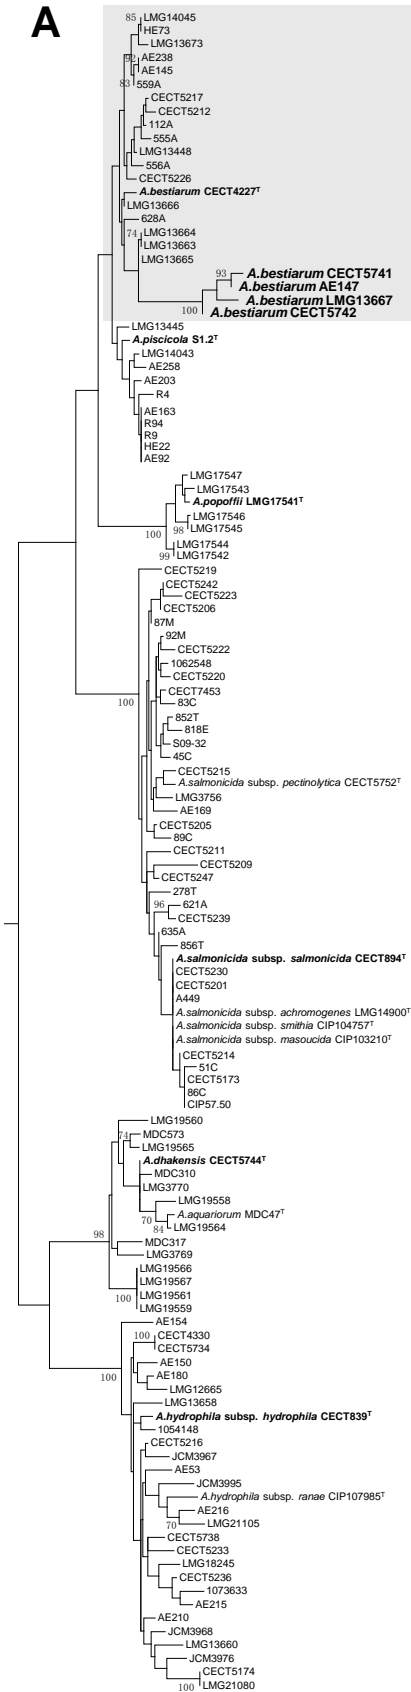 A
85
LMG14045
HE73
LMG13673
92
AE238
AE145
83
559A
CECT5217
CECT5212
112A
555A
LMG13448
556A
CECT5226
A.bestiarum CECT4227ᵀ
LMG13666
628A
74
LMG13664
LMG13663
LMG13665
93
A.bestiarum CECT5741
A.bestiarum AE147
A.bestiarum LMG13667
100
A.bestiarum CECT5742
LMG13445
A.piscicola S1.2ᵀ
LMG14043
AE258
AE203
R4
AE163
R94
R9
HE22
AE92
LMG17547
LMG17543
A.popoffii LMG17541ᵀ
LMG17546
98
LMG17545
100
LMG17544
99
LMG17542
CECT5219
CECT5242
CECT5223
CECT5206
87M
92M
CECT5222
1062548
CECT5220
CECT7453
100
83C
852T
818E
S09-32
45C
CECT5215
A.salmonicida subsp. pectinolytica CECT5752ᵀ
LMG3756
AE169
CECT5205
89C
CECT5211
CECT5209
CECT5247
278T
96
621A
CECT5239
635A
856T
A.salmonicida subsp. salmonicida CECT894ᵀ
CECT5230
CECT5201
A449
A.salmonicida subsp. achromogenes LMG14900ᵀ
A.salmonicida subsp. smithia CIP104757ᵀ
A.salmonicida subsp. masoucida CIP103210ᵀ
CECT5214
51C
CECT5173
86C
CIP57.50
LMG19560
74
MDC573
LMG19565
A.dhakensis CECT5744ᵀ
MDC310
LMG3770
LMG19558
70
A.aquariorum MDC47ᵀ
84
LMG19564
98
MDC317
LMG3769
LMG19566
LMG19567
100
LMG19561
LMG19559
AE154
100
CECT4330
CECT5734
AE150
100
AE180
LMG12665
LMG13658
A.hydrophila subsp. hydrophila CECT839ᵀ
1054148
CECT5216
JCM3967
AE53
JCM3995
A.hydrophila subsp. ranae CIP107985ᵀ
AE216
70
LMG21105
CECT5738
CECT5233
LMG18245
CECT5236
1073633
AE215
AE210
JCM3968
LMG13660
JCM3976
CECT5174
100
LMG21080